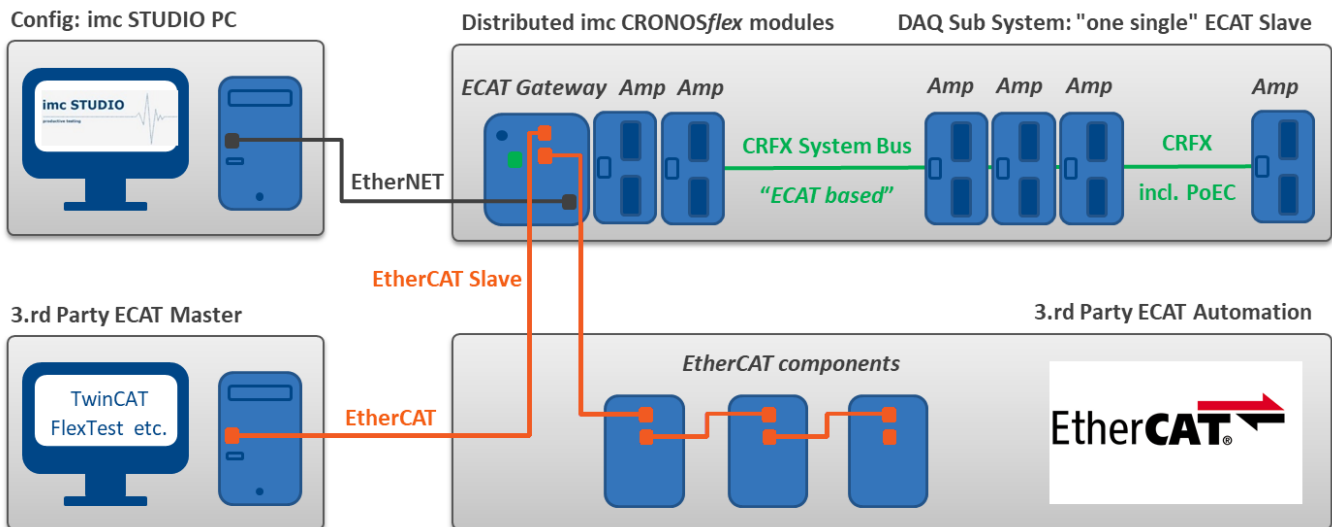 Config: imc STUDIO PC
Distributed imc CRONOSflex modules
DAQ Sub System: "one single" ECAT Slave
imc STUDIO
productive testing
ECAT Gateway
Amp
Amp
Amp
Amp
Amp
Amp
CRFX System Bus
“ECAT based”
CRFX
incl. PoEC
EtherNET
EtherCAT Slave
3.rd Party ECAT Master
3.rd Party ECAT Automation
TwinCAT
FlexTest etc.
EtherCAT
EtherCAT components
EtherCAT®